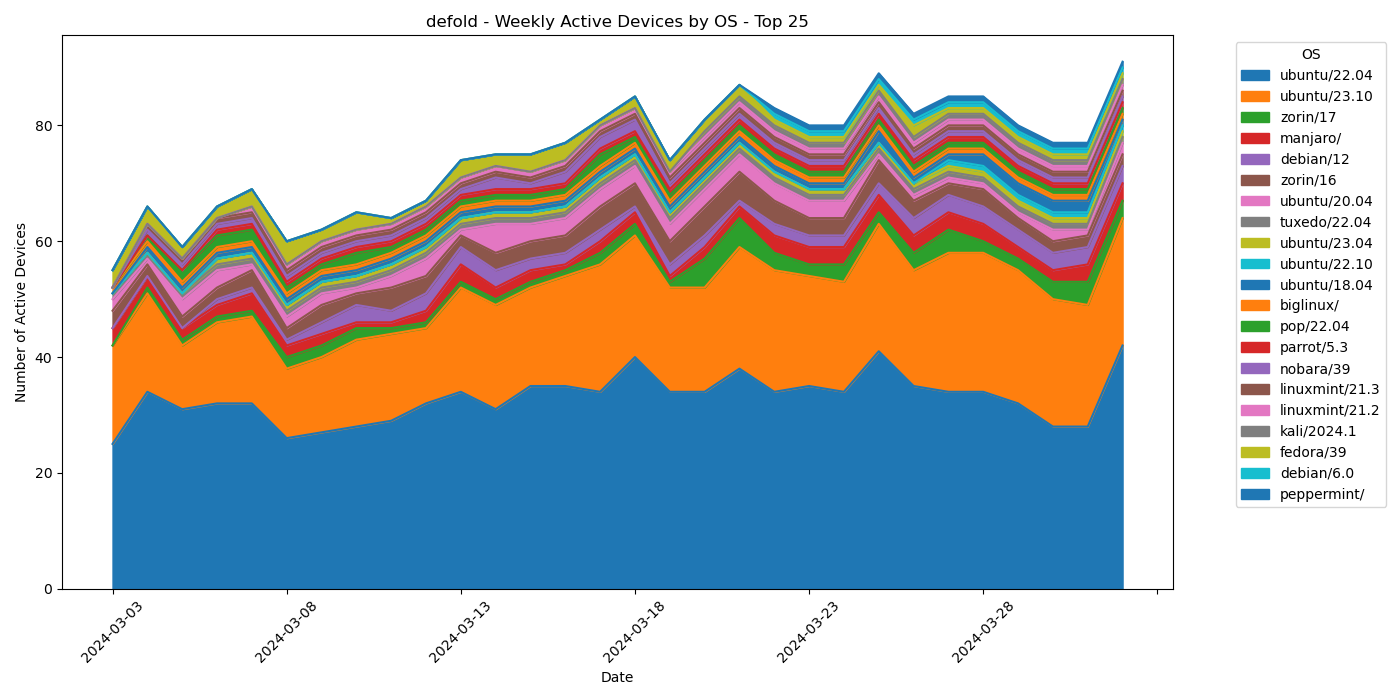 defold - Weekly Active Devices by OS - Top 25
Number of Active Devices
80
60
40
20
0
2024-03-03
2024-03-08
2024-03-13
2024-03-18
2024-03-23
2024-03-28
Date
OS
ubuntu/22.04
ubuntu/23.10
zorin/17
manjaro/
debian/12
zorin/16
ubuntu/20.04
tuxedo/22.04
ubuntu/23.04
ubuntu/22.10
ubuntu/18.04
biglinux/
pop/22.04
parrot/5.3
nobara/39
linuxmint/21.3
linuxmint/21.2
kali/2024.1
fedora/39
debian/6.0
peppermint/